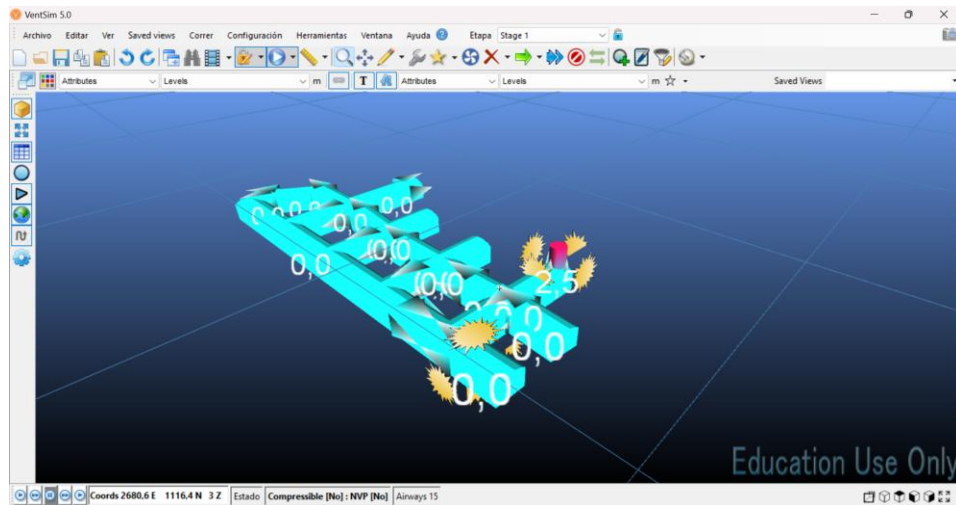 VentSim 5.0
Archivo Editar Ver Saved views Correr Configuración Herramientas Ventana Ayuda Etapa Stage 1
Attributes Levels m T Attributes Levels m Saved Views
0,0
0,0
0,0
0,0
2,5
0,0
0,0
Education Use Only
Coords 2680,6 E 1116,4 N 3 Z Estado Compressible [No] : NVP [No] Airways 15